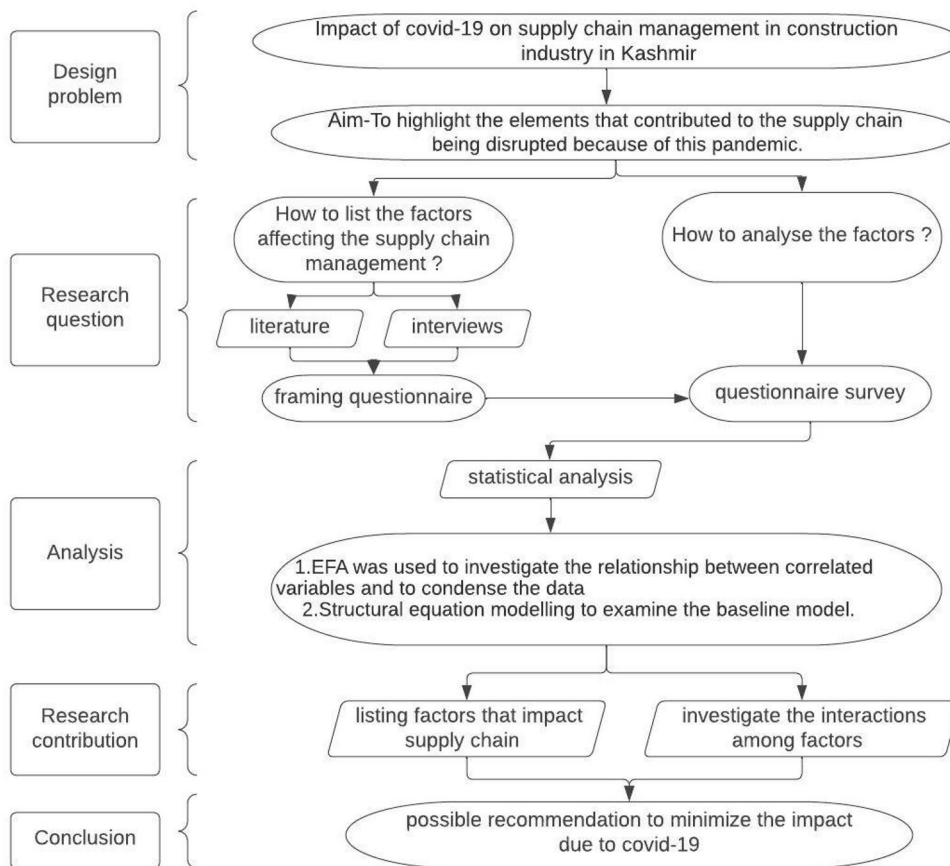 Design
problem
Impact of covid-19 on supply chain management in construction
industry in Kashmir
Aim-To highlight the elements that contributed to the supply chain
being disrupted because of this pandemic.
Research
question
How to list the factors
affecting the supply chain
management ?
How to analyse the factors ?
literature
interviews
framing questionnaire
questionnaire survey
Analysis
statistical analysis
1.EFA was used to investigate the relationship between correlated
variables and to condense the data
2.Structural equation modelling to examine the baseline model.
Research
contribution
listing factors that impact
supply chain
investigate the interactions
among factors
Conclusion
possible recommendation to minimize the impact
due to covid-19